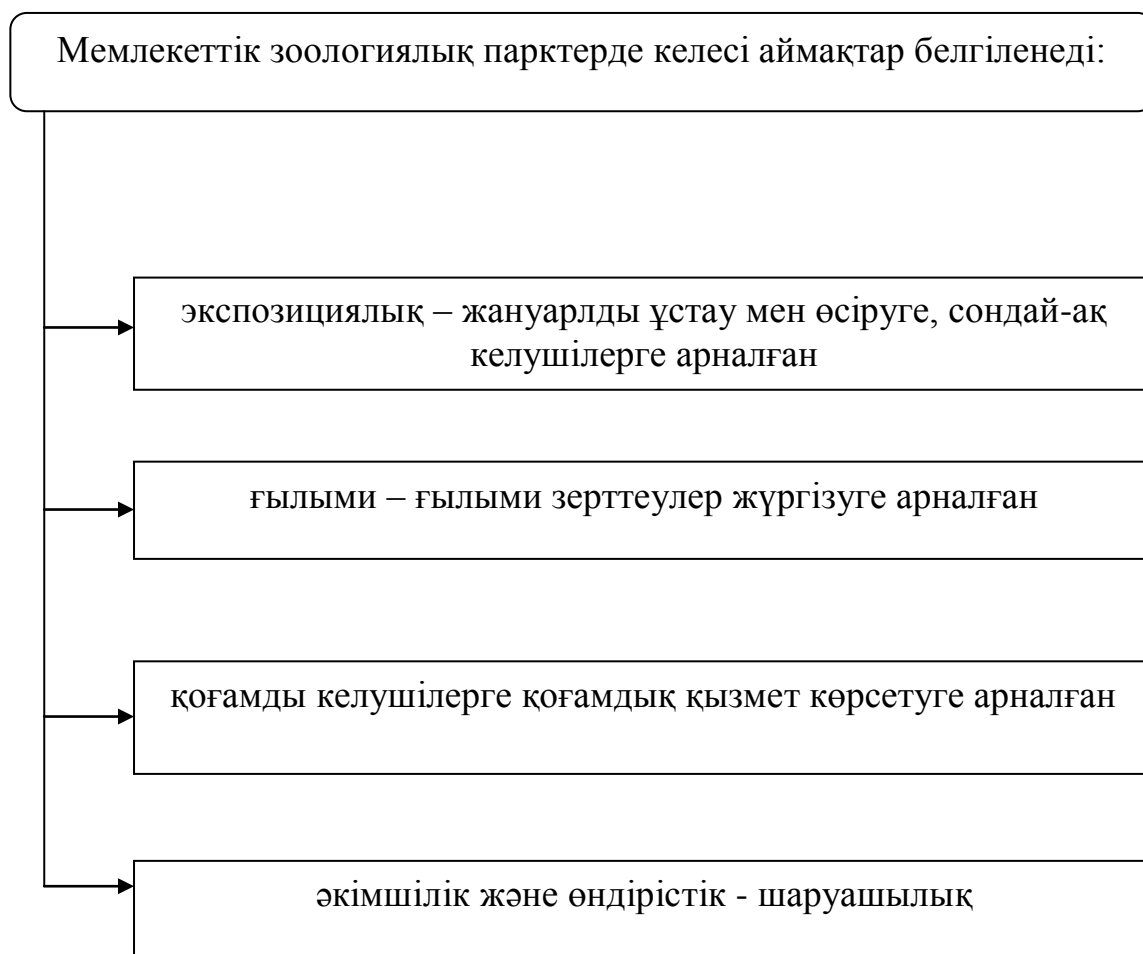 Мемлекеттік зоологиялық парктерде келесі аймақтар белгіленеді:
экспозициялық – жануарлды ұстау мен өсіруге, сондай-ақ
келушілерге арналған
ғылыми – ғылыми зерттеулер жүргізуге арналған
қоғамды келушілерге қоғамдық қызмет көрсетуге арналған
әкімшілік және өндірістік - шаруашылық